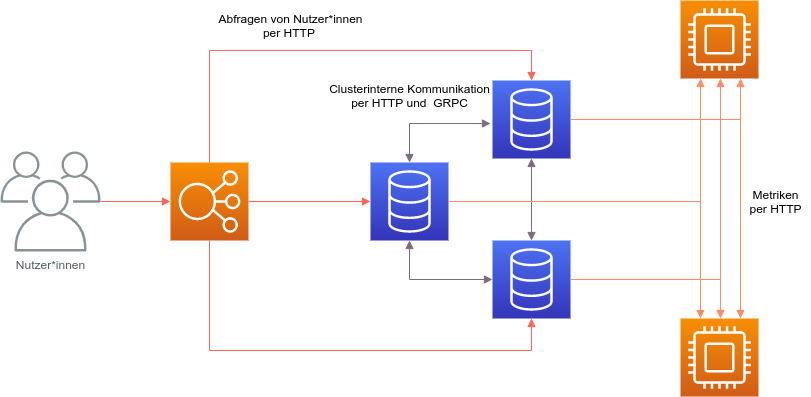 Abfragen von Nutzer*innen
per HTTP
Clusterinterne Kommunikation
per HTTP und GRPC
Metriken
per HTTP
Nutzer*innen